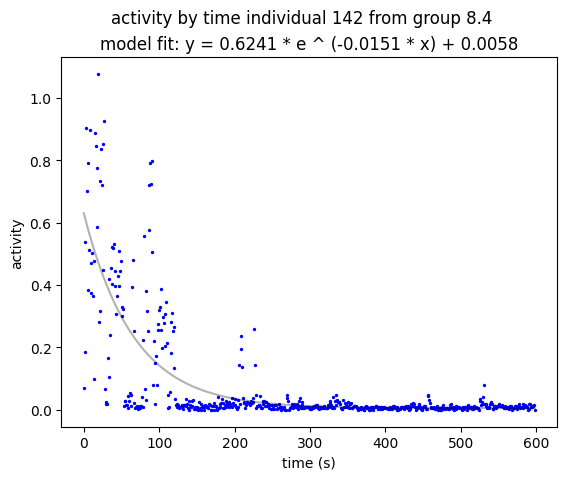 activity by time individual 142 from group 8.4
model fit: y = 0.6241 * e ^ (-0.0151 * x) + 0.0058
1.0
0.8
0.6
0.4
0.2
0.0
activity
0 100 200 300 400 500 600
time (s)